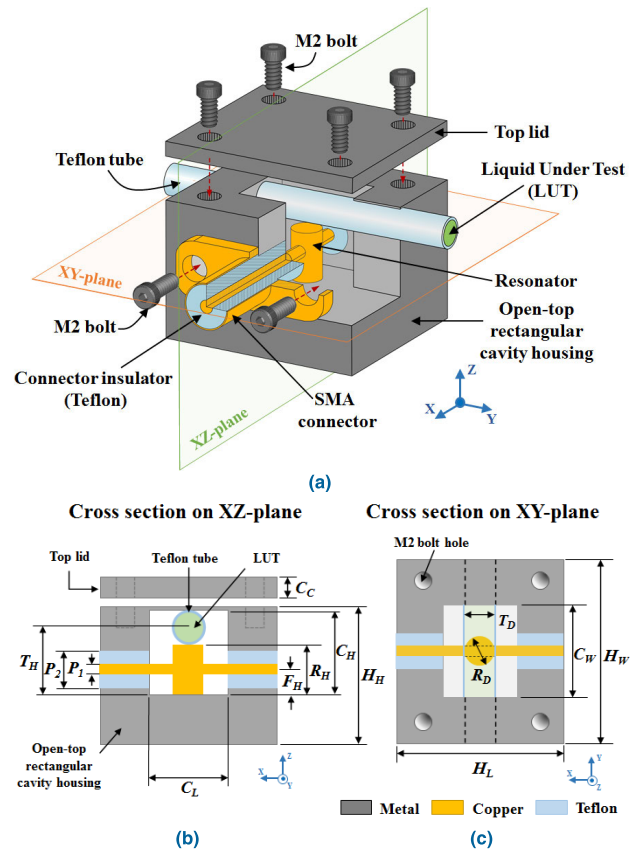 M2 bolt
Top lid
Teflon tube
Liquid Under Test
(LUT)
XY-plane
Resonator
M2 bolt
Open-top
rectangular
cavity housing
Connector insulator
(Teflon)
SMA
connector
XZ-plane
Z
X
Y
(a)
Cross section on XZ-plane
Cross section on XY-plane
Teflon tube
LUT
M2 bolt hole
Top lid
C_C
T_D
T_H
P_2
P_1
F_H
R_H
C_H
H_H
R_D
C_W
H_W
Open-top
rectangular
cavity housing
C_L
Z
X
Y
H_L
Y
X
Z
Metal
Copper
Teflon
(b)
(c)